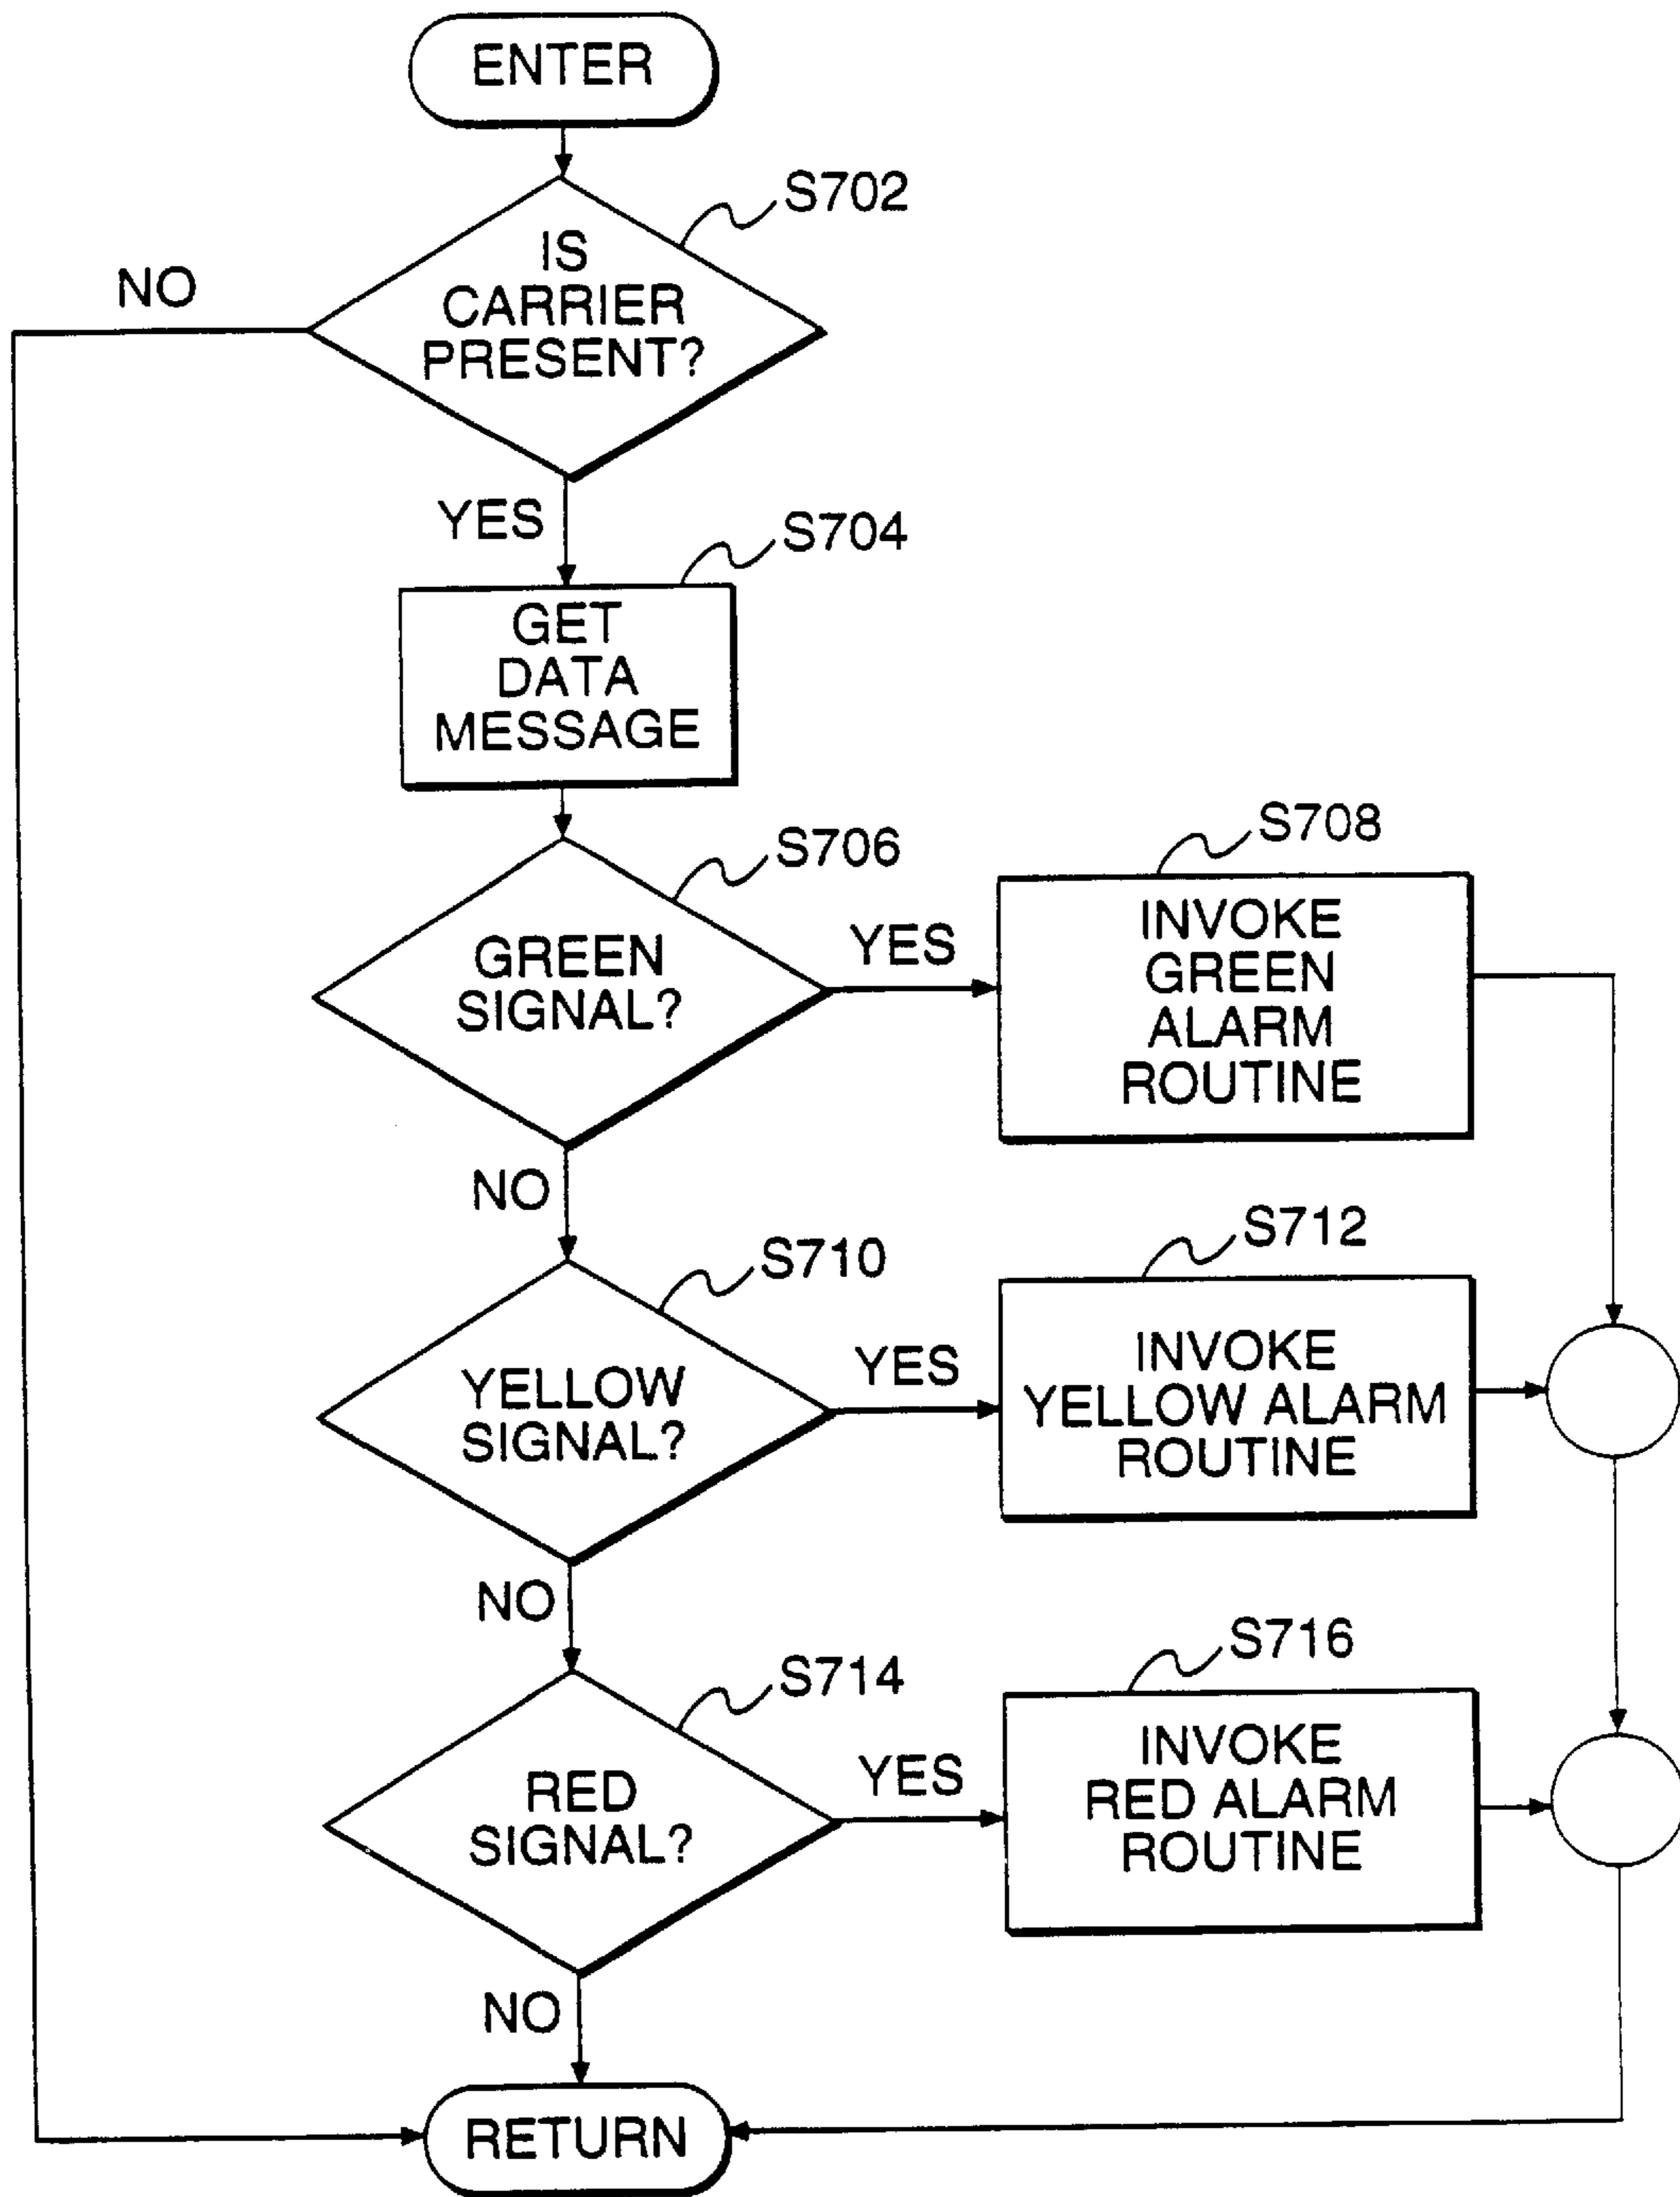 ENTER
S702
IS
CARRIER
PRESENT?
NO
YES
S704
GET
DATA
MESSAGE
S706
GREEN
SIGNAL?
YES
S708
INVOKE
GREEN
ALARM
ROUTINE
NO
S710
YELLOW
SIGNAL?
YES
S712
INVOKE
YELLOW ALARM
ROUTINE
NO
S714
RED
SIGNAL?
YES
S716
INVOKE
RED ALARM
ROUTINE
NO
RETURN